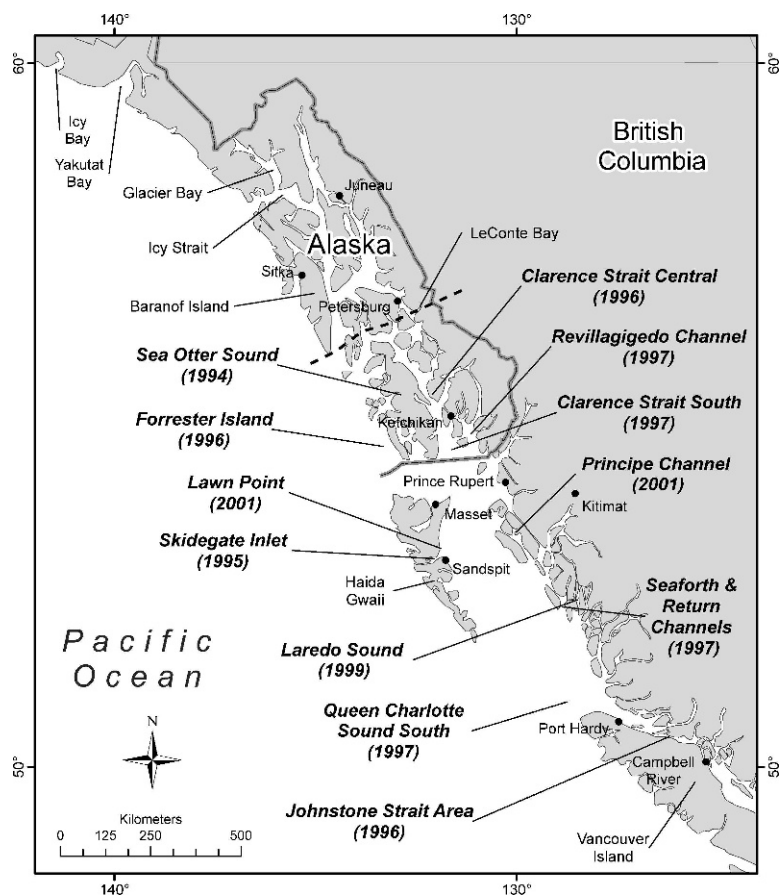 140°
130°
60°
60°
Icy
Bay
Yakutat
Bay
British
Columbia
Glacier Bay
Juneau
Icy Strait
Alaska
LeConte Bay
Sitka
Baranof Island
Petersburg
Clarence Strait Central
(1996)
Sea Otter Sound
(1994)
Revillagigedo Channel
(1997)
Ketchikan
Forrester Island
(1996)
Clarence Strait South
(1997)
Lawn Point
(2001)
Prince Rupert
Principe Channel
(2001)
Masset
Kitimat
Skidegate Inlet
(1995)
Sandspit
Haida
Gwaii
Seaforth &
Return
Channels
(1997)
Pacific
Ocean
Laredo Sound
(1999)
Queen Charlotte
Sound South
(1997)
Port Hardy
N
50°
50°
Campbell
River
Johnstone Strait Area
(1996)
Kilometers
0 125 250 500
Vancouver
Island
140°
130°